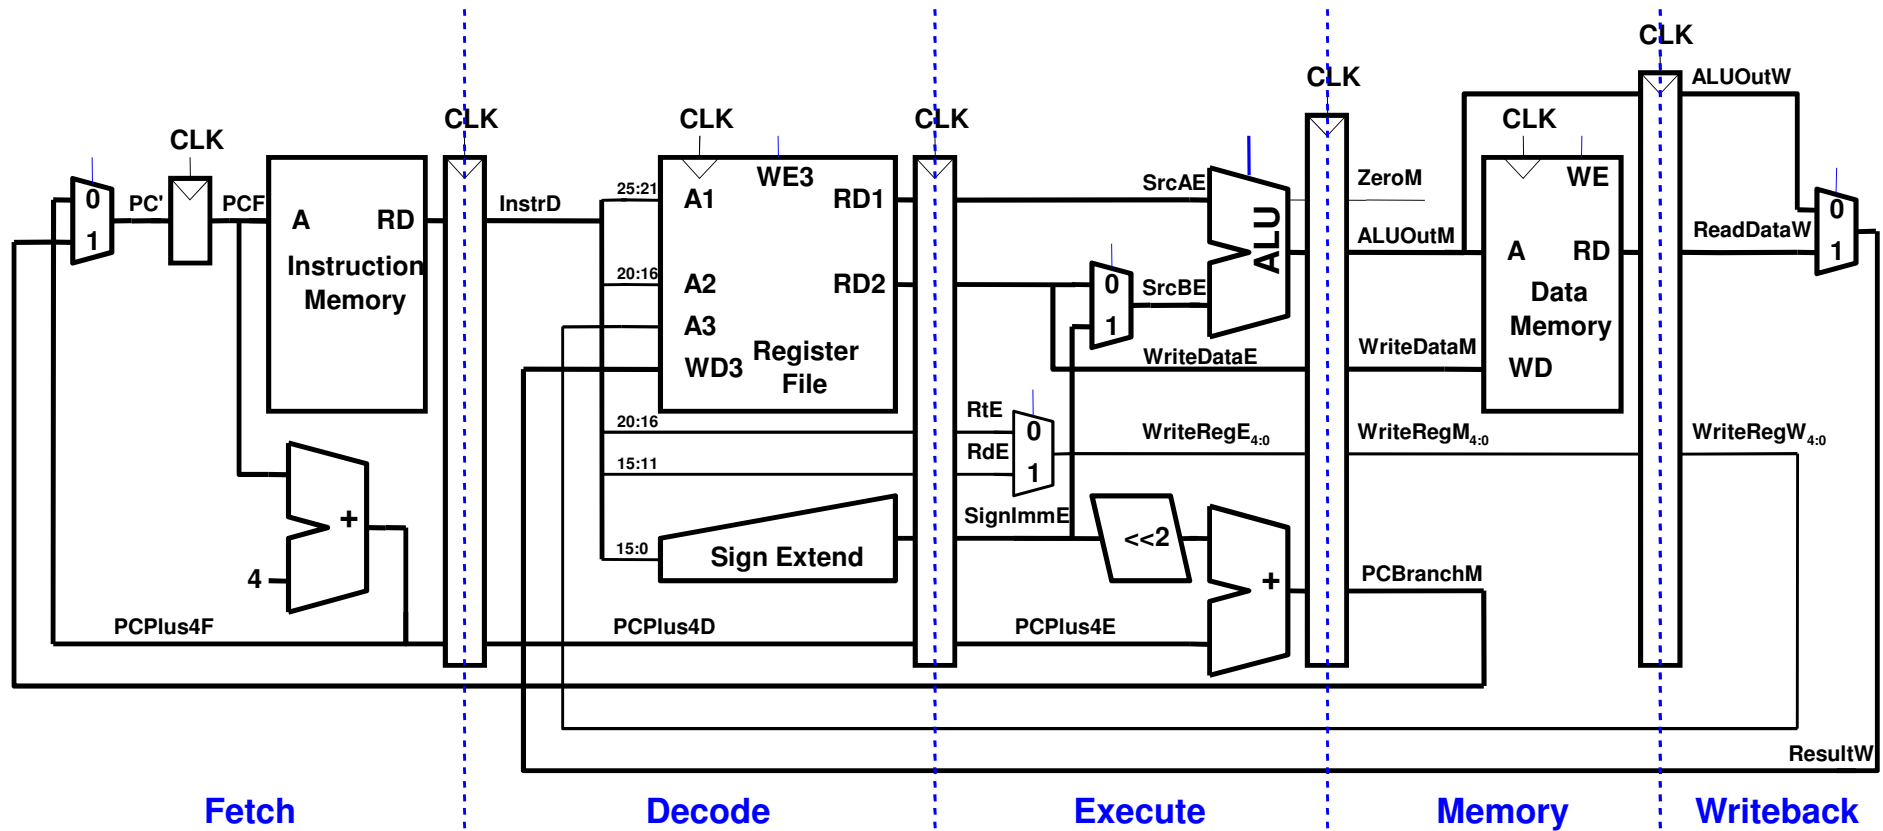 CLK
ALUOutW
CLK
CLK
CLK
CLK
CLK
CLK
CLK
0
1
PC'
PCF
A
RD
Instruction
Memory
InstrD
25:21
A1
WE3
RD1
20:16
A2
RD2
A3
WD3
Register
File
SrcAE
0
1
SrcBE
ALU
ZeroM
ALUOutM
WE
A
RD
Data
Memory
WD
ReadDataW
0
1
WriteDataE
WriteDataM
20:16
15:11
RtE
RdE
0
1
WriteRegE4:0
WriteRegM4:0
WriteRegW4:0
+
4
15:0
Sign Extend
SignImmE
<<2
+
PCBranchM
PCPlus4F
PCPlus4D
PCPlus4E
ResultW
Fetch
Decode
Execute
Memory
Writeback